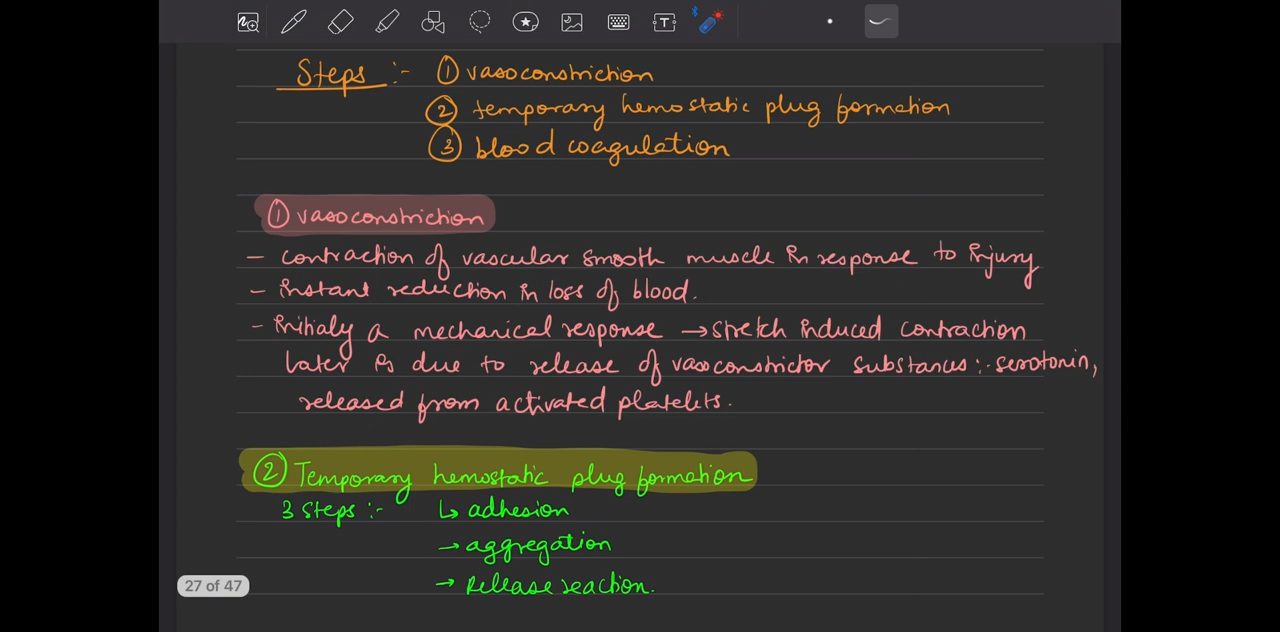 Steps :- ① vasoconstriction
② temporary hemostatic plug formation
③ blood coagulation
① vasoconstriction
- contraction of vascular smooth muscle in response to injury
- instant reduction in loss of blood.
- initialy a mechanical response → stretch induced contraction
later is due to release of vasoconstrictor substances :- serotonin,
released from activated platelets.
② Temporary hemostatic plug formation
3 steps :- ↳ adhesion
→ aggregation
→ Release reaction.
27 of 47